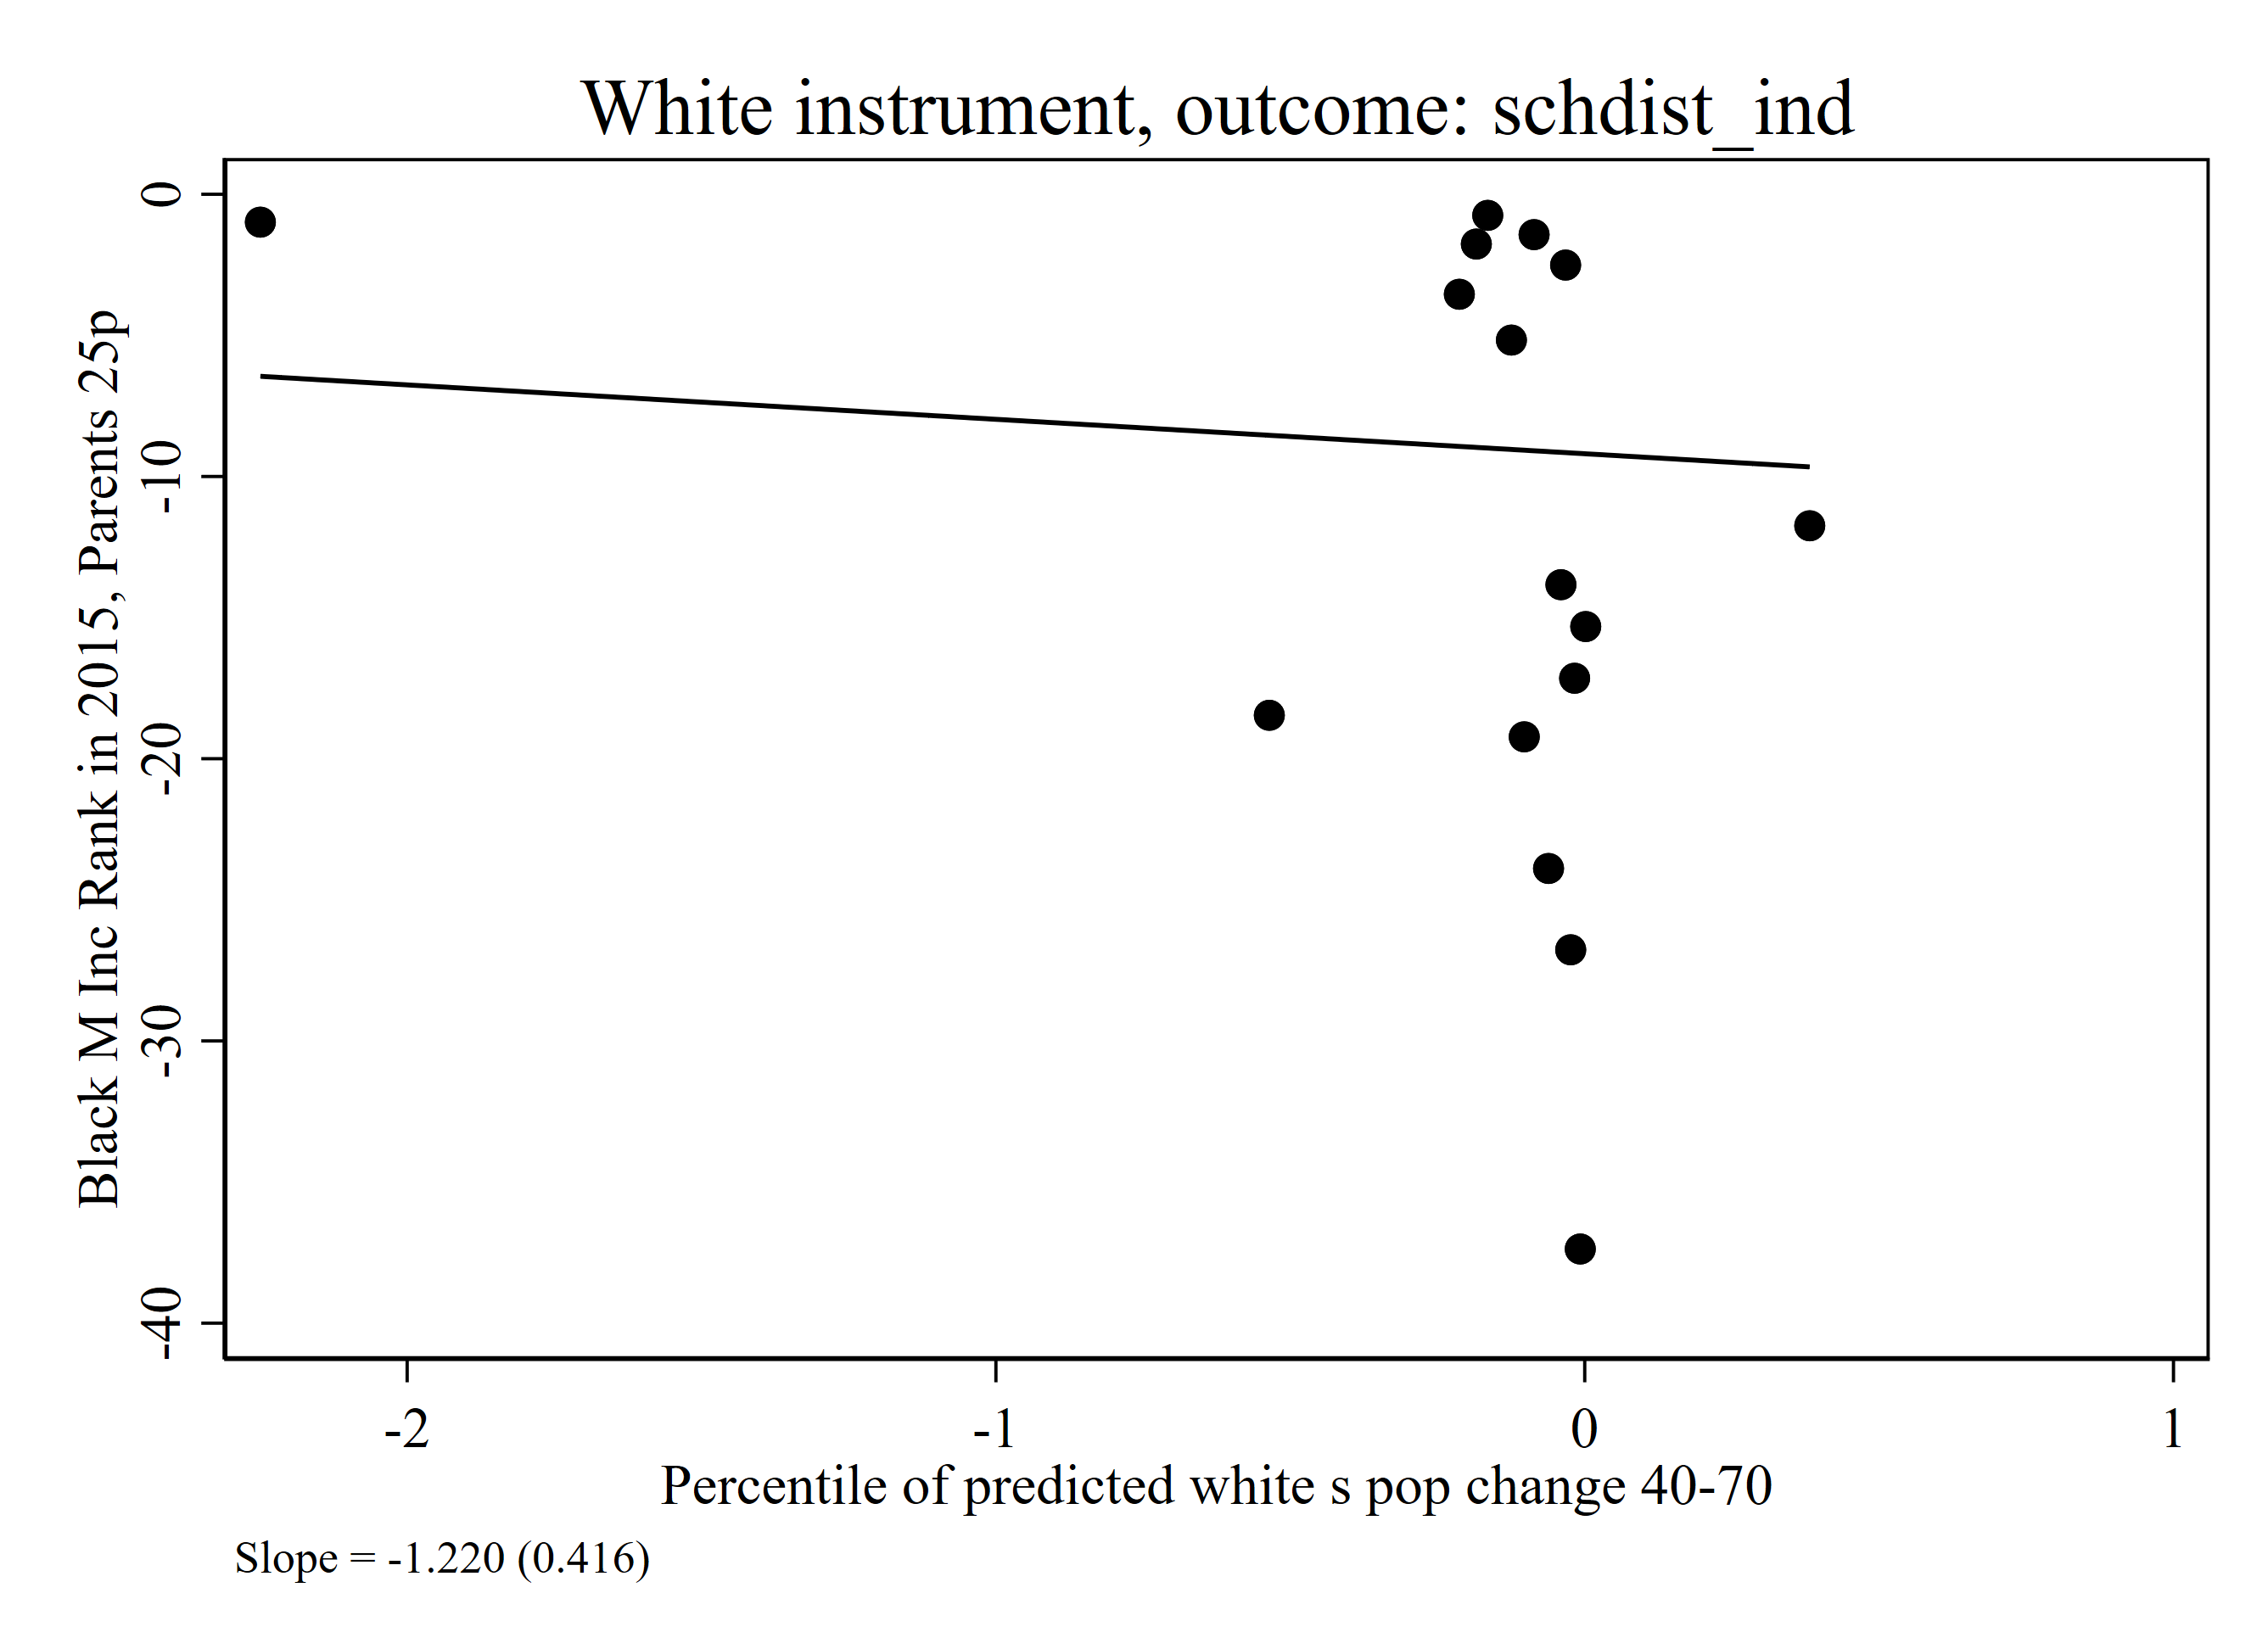 White instrument, outcome: schdist_ind
Black M Inc Rank in 2015, Parents 25p
0
-10
-20
-30
-40
-2
-1
0
1
Percentile of predicted white s pop change 40-70
Slope = -1.220 (0.416)